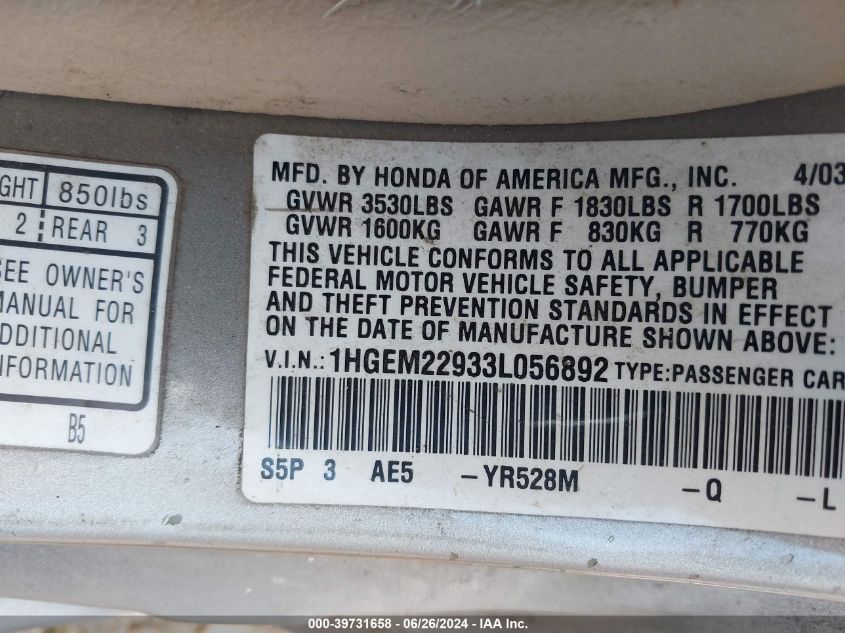 GHT 850lbs
2 REAR 3
SEE OWNER'S
MANUAL FOR
ADDITIONAL
INFORMATION
B5
MFD. BY HONDA OF AMERICA MFG., INC. 4/03
GVWR 3530LBS GAWR F 1830LBS R 1700LBS
GVWR 1600KG GAWR F 830KG R 770KG
THIS VEHICLE CONFORMS TO ALL APPLICABLE
FEDERAL MOTOR VEHICLE SAFETY, BUMPER
AND THEFT PREVENTION STANDARDS IN EFFECT
ON THE DATE OF MANUFACTURE SHOWN ABOVE:
V.I.N.: 1HGEM22933L056892 TYPE:PASSENGER CAR
S5P 3 AE5 -YR528M -Q -L
000-39731658 | 06/26/2024 | IAA Inc.